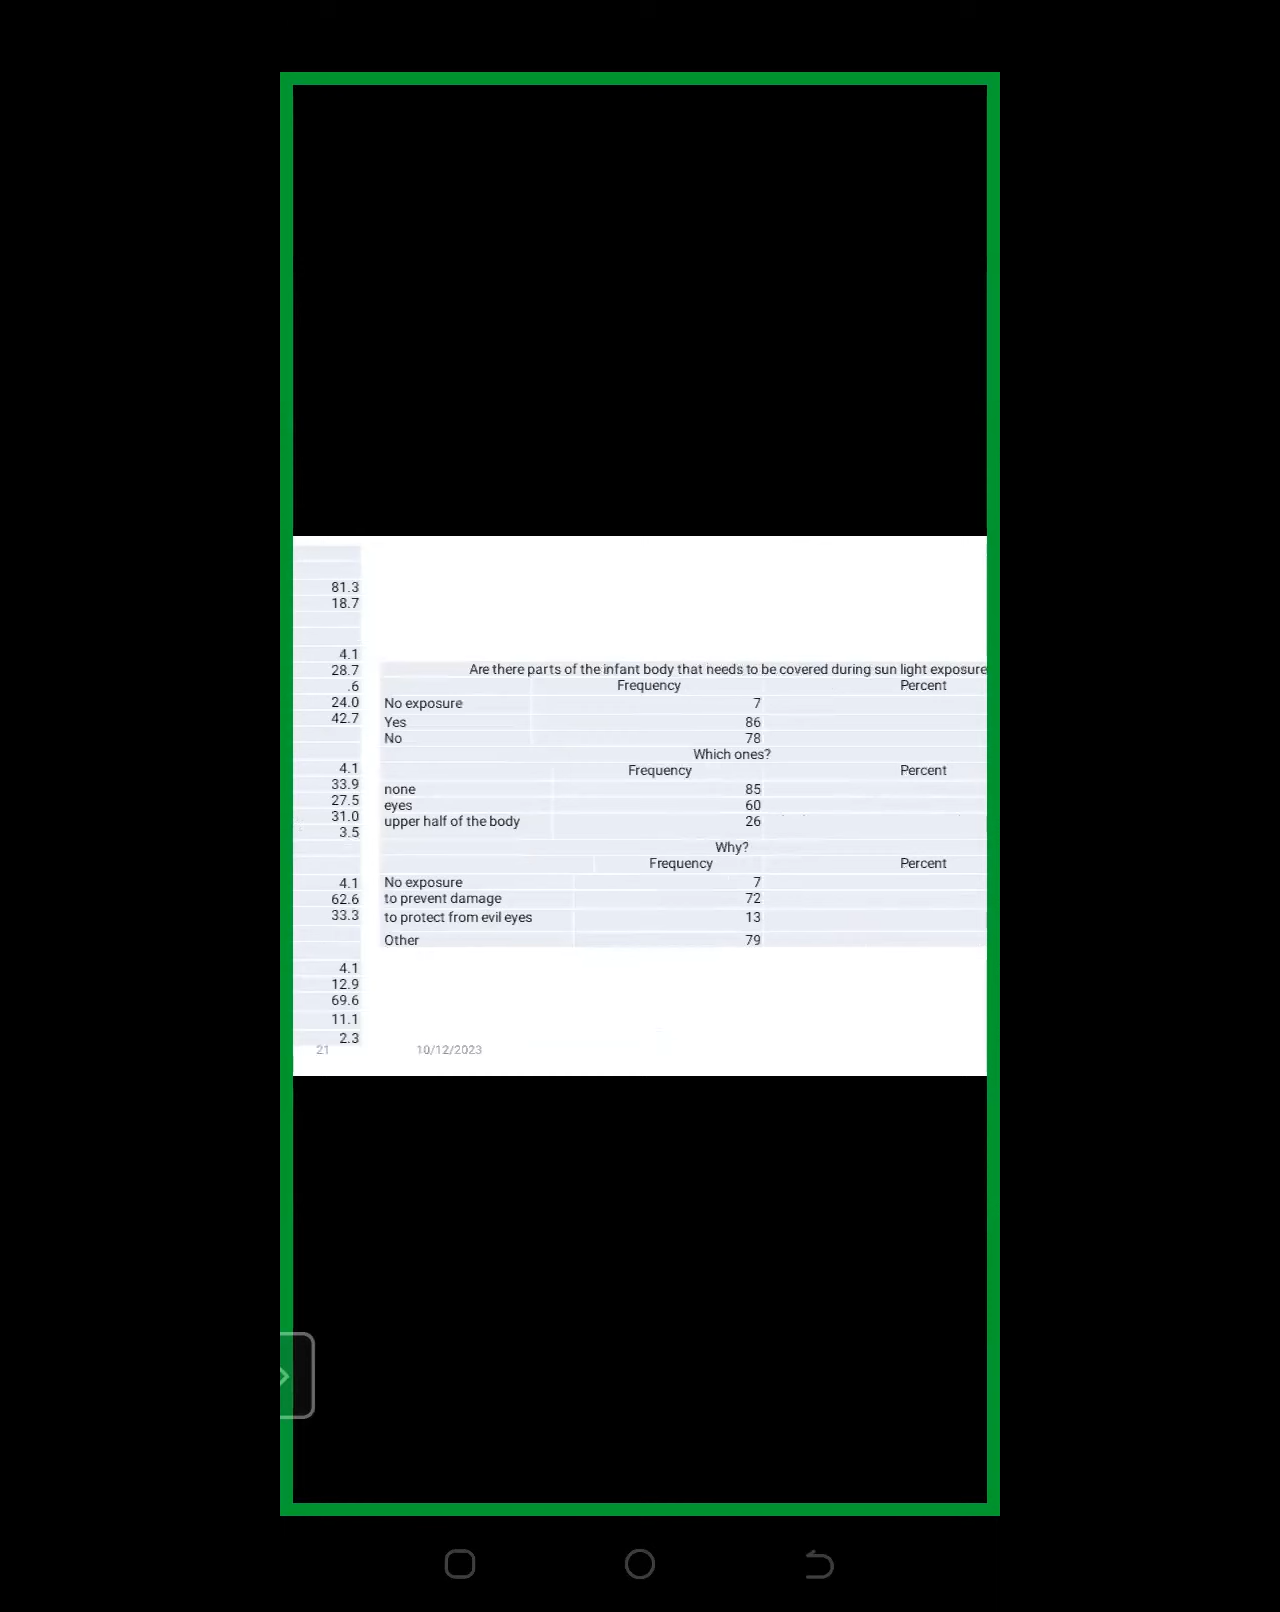 81.3
18.7
4.1
28.7
.6
24.0
42.7
4.1
33.9
27.5
31.0
3.5
4.1
62.6
33.3
4.1
12.9
69.6
11.1
2.3
Are there parts of the infant body that needs to be covered during sun light exposure
Frequency Percent
No exposure 7
Yes 86
No 78
Which ones?
Frequency Percent
none 85
eyes 60
upper half of the body 26
Why?
Frequency Percent
No exposure 7
to prevent damage 72
to protect from evil eyes 13
Other 79
21 10/12/2023